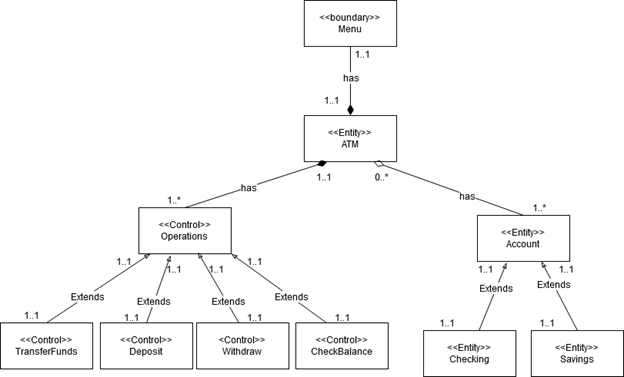 <<boundary>>
Menu
1..1
has
1..1
<<Entity>>
ATM
1..1
0..*
has
has
1..*
1..*
<<Control>>
Operations
<<Entity>>
Account
1..1
1..1
1..1
1..1
1..1
1..1
Extends
Extends
Extends
Extends
Extends
Extends
1..1
1..1
1..1
1..1
1..1
1..1
<<Control>>
TransferFunds
<<Control>>
Deposit
<<Control>>
Withdraw
<<Control>>
CheckBalance
<<Entity>>
Checking
<<Entity>>
Savings